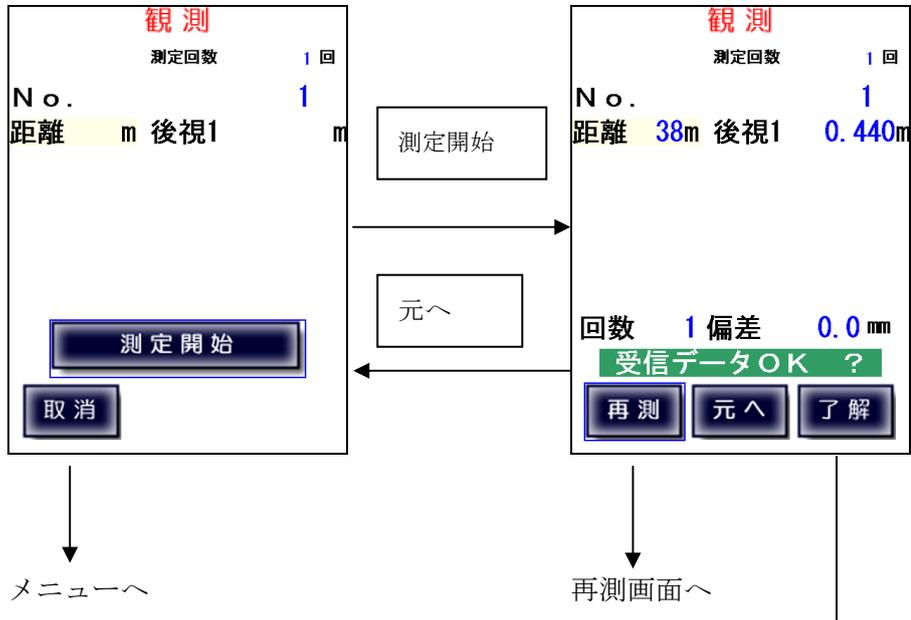 観測
測定回数 1 回
No. 1
距離 m 後視1 m
測定開始
取消
メニューへ
測定開始
元へ
観測
測定回数 1 回
No. 1
距離 38m 後視1 0.440m
回数 1 偏差 0.0 mm
受信データOK ?
再測 元へ 了解
再測画面へ